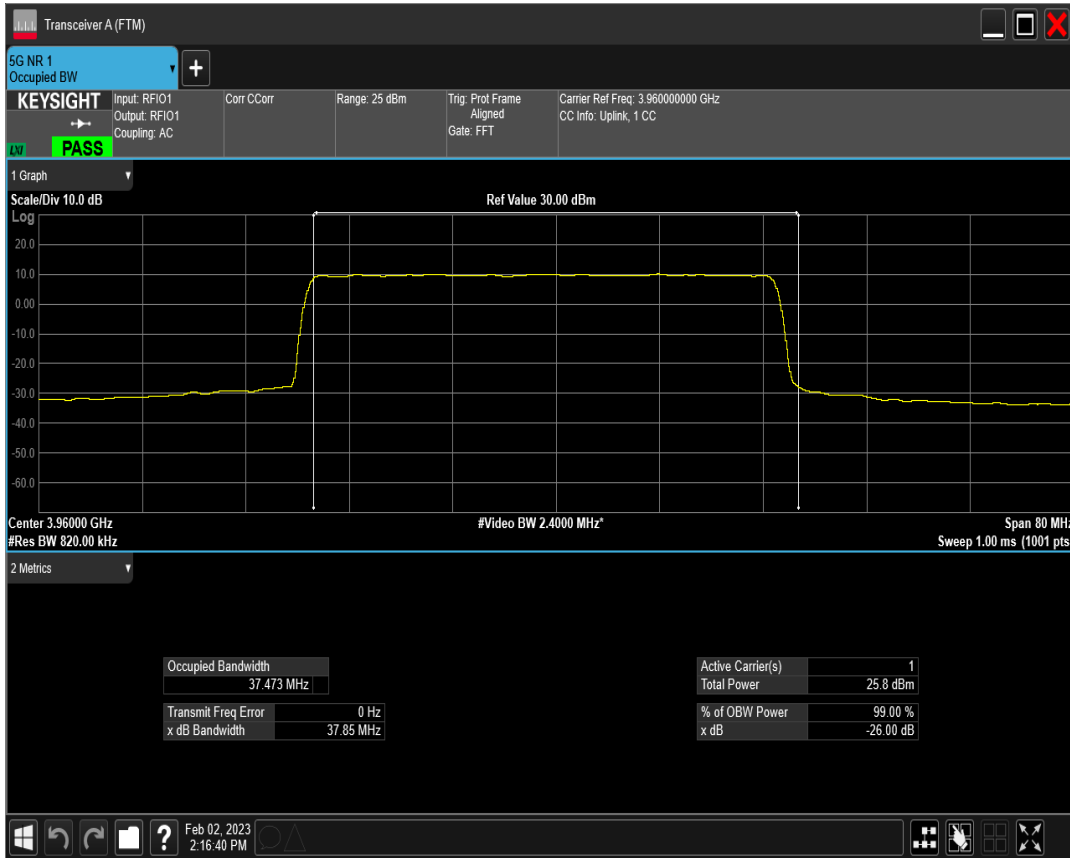 Transceiver A (FTM)
5G NR 1
Occupied BW
+
KEYSIGHT
LXI
PASS
Input: RFIO1
Output: RFIO1
Coupling: AC
Corr CCorr
Range: 25 dBm
Trig: Prot Frame
Aligned
Gate: FFT
Carrier Ref Freq: 3.960000000 GHz
CC Info: Uplink, 1 CC
1 Graph
Scale/Div 10.0 dB
Ref Value 30.00 dBm
Log
20.0
10.0
0.00
-10.0
-20.0
-30.0
-40.0
-50.0
-60.0
Center 3.96000 GHz
#Video BW 2.4000 MHz*
Span 80 MHz
#Res BW 820.00 kHz
Sweep 1.00 ms (1001 pts
2 Metrics
Occupied Bandwidth
37.473 MHz
Transmit Freq Error 0 Hz
x dB Bandwidth 37.85 MHz
Active Carrier(s) 1
Total Power 25.8 dBm
% of OBW Power 99.00 %
x dB -26.00 dB
?
Feb 02, 2023
2:16:40 PM